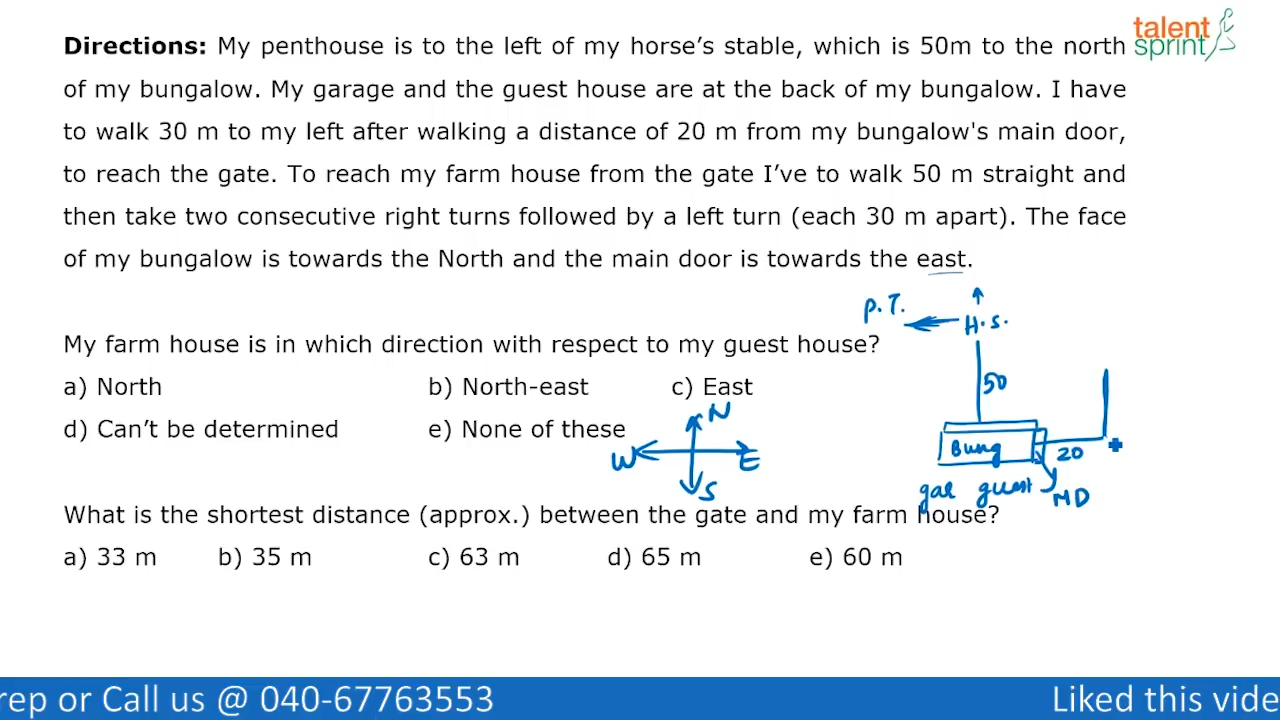 talent
sprint
Directions: My penthouse is to the left of my horse's stable, which is 50m to the north
of my bungalow. My garage and the guest house are at the back of my bungalow. I have
to walk 30 m to my left after walking a distance of 20 m from my bungalow's main door,
to reach the gate. To reach my farm house from the gate I've to walk 50 m straight and
then take two consecutive right turns followed by a left turn (each 30 m apart). The face
of my bungalow is towards the North and the main door is towards the east.
P.T.
H.S.
My farm house is in which direction with respect to my guest house?
a) North b) North-east c) East
50
d) Can't be determined e) None of these
N
W E
S
Bung 20
gar guest MD
What is the shortest distance (approx.) between the gate and my farm house?
a) 33 m b) 35 m c) 63 m d) 65 m e) 60 m
rep or Call us @ 040-67763553 Liked this vide